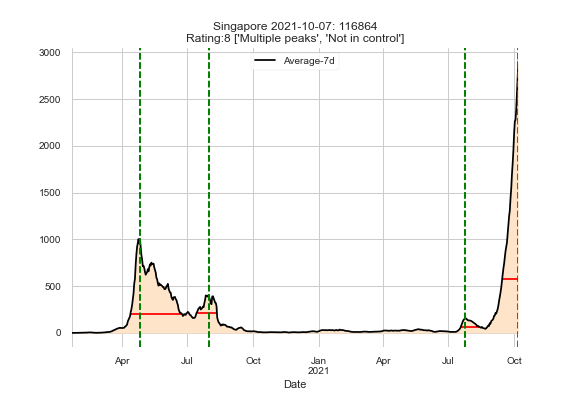 Singapore 2021-10-07: 116864
Rating:8 ['Multiple peaks', 'Not in control']
Average-7d
3000
2500
2000
1500
1000
500
0
Apr Jul Oct Jan Apr Jul Oct
2021
Date